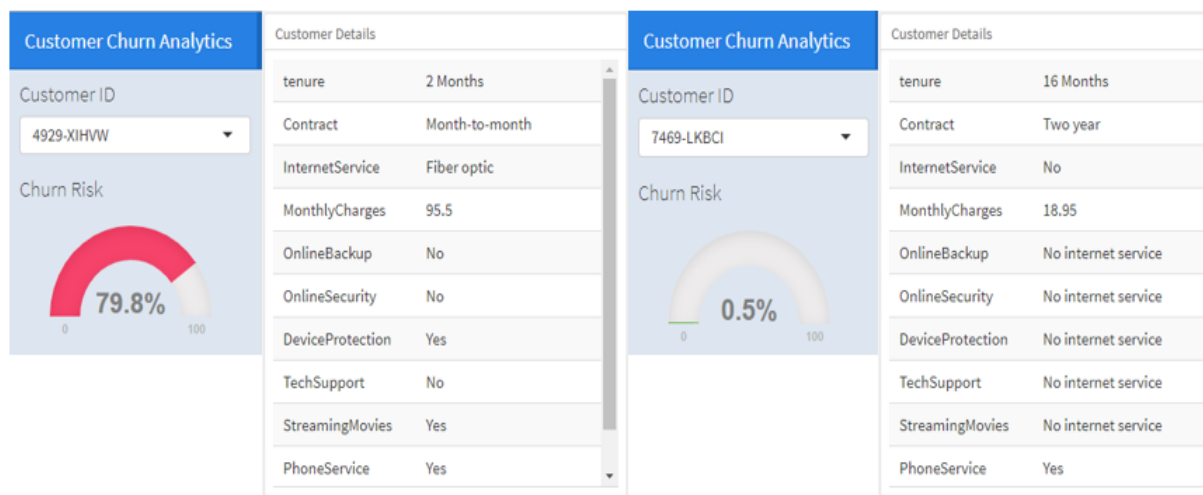 Customer Churn Analytics
Customer ID
4929-XIHVW
Churn Risk
79.8%
0 100
Customer Details
tenure 2 Months
Contract Month-to-month
InternetService Fiber optic
MonthlyCharges 95.5
OnlineBackup No
OnlineSecurity No
DeviceProtection Yes
TechSupport No
StreamingMovies Yes
PhoneService Yes
Customer Churn Analytics
Customer ID
7469-LKBCI
Churn Risk
0.5%
0 100
Customer Details
tenure 16 Months
Contract Two year
InternetService No
MonthlyCharges 18.95
OnlineBackup No internet service
OnlineSecurity No internet service
DeviceProtection No internet service
TechSupport No internet service
StreamingMovies No internet service
PhoneService Yes